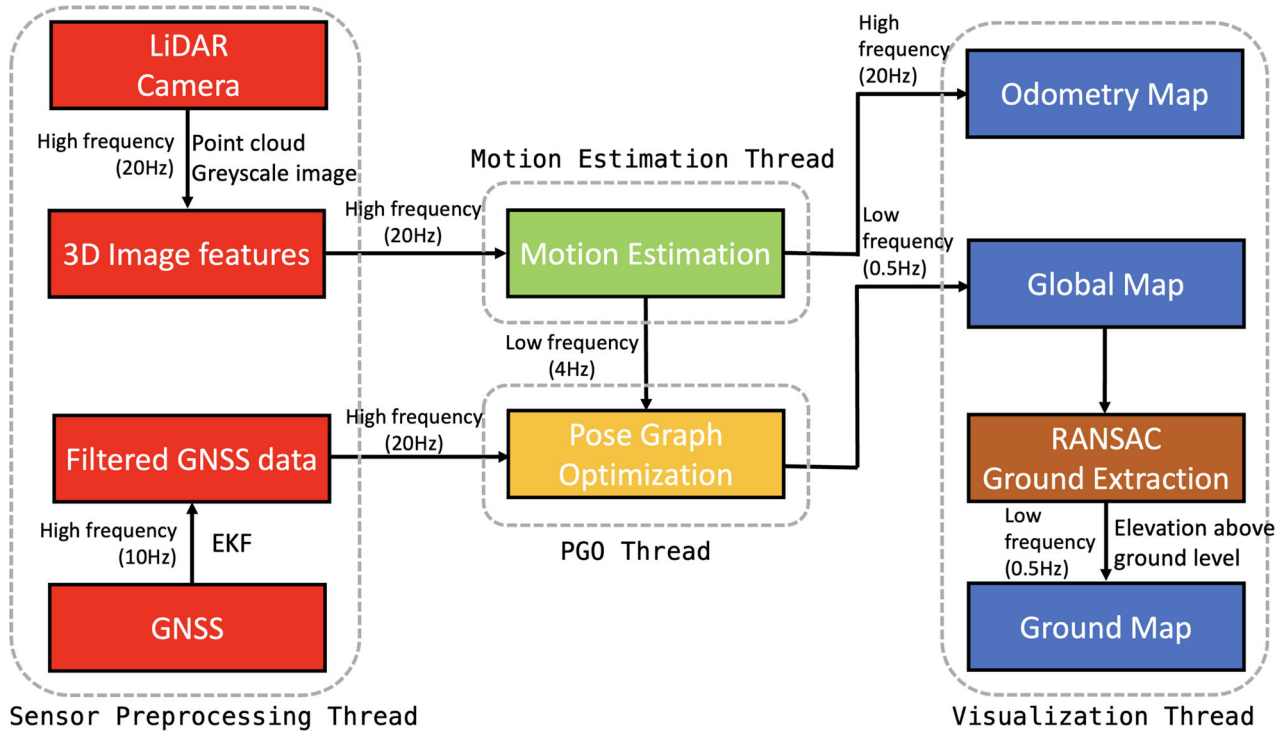 LiDAR
Camera
High frequency
(20Hz)
Point cloud
Greyscale image
3D Image features
High frequency
(20Hz)
Filtered GNSS data
High frequency
(10Hz)
EKF
GNSS
Sensor Preprocessing Thread
High frequency
(20Hz)
Motion Estimation Thread
Motion Estimation
Low frequency
(4Hz)
Pose Graph
Optimization
PGO Thread
High
frequency
(20Hz)
Low
frequency
(0.5Hz)
Odometry Map
Global Map
RANSAC
Ground Extraction
Low
frequency
(0.5Hz)
Elevation above
ground level
Ground Map
Visualization Thread